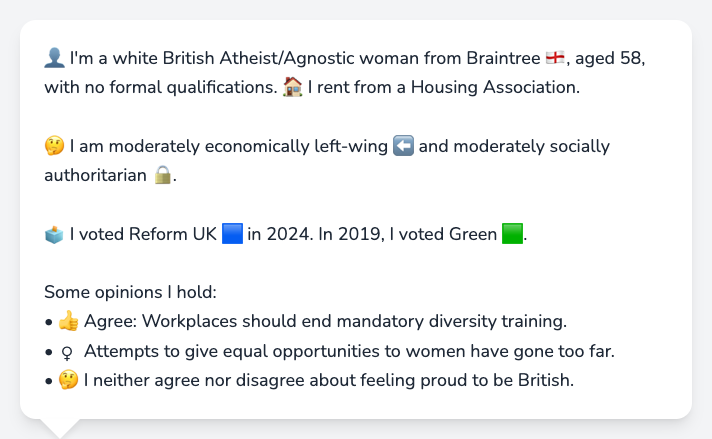 👤 I'm a white British Atheist/Agnostic woman from Braintree 🏴󠁧󠁢󠁥󠁮󠁧󠁿, aged 58,
with no formal qualifications. 🏠 I rent from a Housing Association.
🤔 I am moderately economically left-wing ⬅️ and moderately socially
authoritarian 🔒.
🗳️ I voted Reform UK 🟦 in 2024. In 2019, I voted Green 🟩.
Some opinions I hold:
• 👍 Agree: Workplaces should end mandatory diversity training.
• ♀ Attempts to give equal opportunities to women have gone too far.
• 🤔 I neither agree nor disagree about feeling proud to be British.